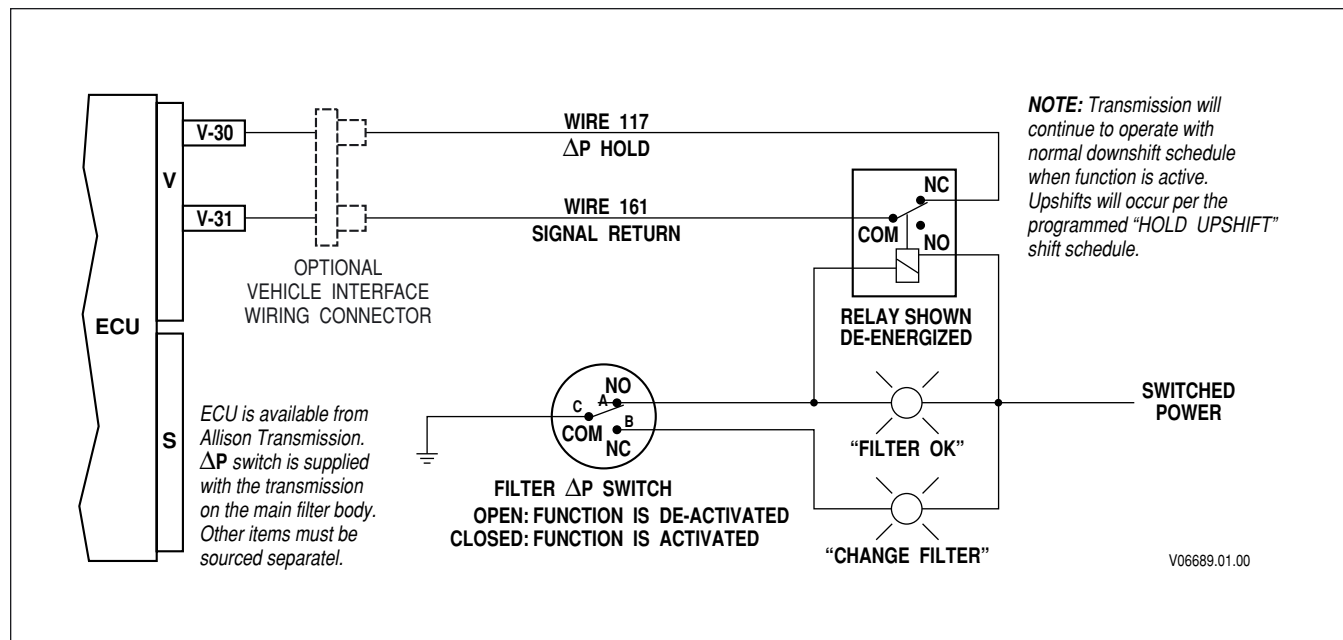 V-30
V-31
V
ECU
S
OPTIONAL
VEHICLE INTERFACE
WIRING CONNECTOR
WIRE 117
ΔP HOLD
WIRE 161
SIGNAL RETURN
NC
COM
NO
RELAY SHOWN
DE-ENERGIZED
NOTE: Transmission will
continue to operate with
normal downshift schedule
when function is active.
Upshifts will occur per the
programmed “HOLD UPSHIFT”
shift schedule.
ECU is available from
Allison Transmission.
ΔP switch is supplied
with the transmission
on the main filter body.
Other items must be
sourced separatel.
NO
A
C
B
COM
NC
FILTER ΔP SWITCH
OPEN: FUNCTION IS DE-ACTIVATED
CLOSED: FUNCTION IS ACTIVATED
“FILTER OK”
“CHANGE FILTER”
SWITCHED
POWER
V06689.01.00